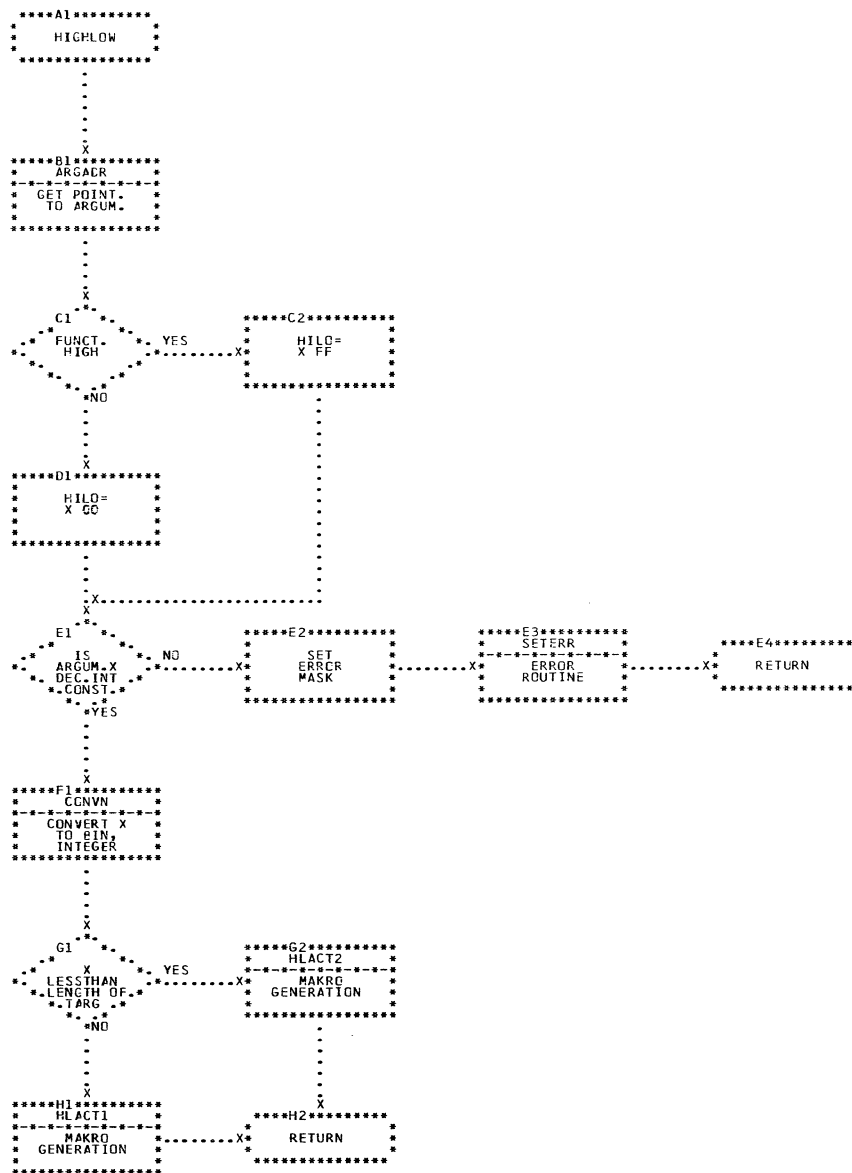 A1
HIGHLOW
B1
ARGADR
GET POINT.
TO ARGUM.
C1
FUNCT.
HIGH
YES
NO
C2
HILO=
X FF
D1
HILO=
X 00
E1
IS
ARGUM.X
DEC.INT
CONST.
NO
YES
E2
SET
ERROR
MASK
E3
SETERR
ERROR
ROUTINE
E4
RETURN
F1
CONVN
CONVERT X
TO BIN,
INTEGER
G1
X
LESSTHAN
LENGTH OF
TARG
YES
NO
G2
HLACT2
MAKRO
GENERATION
H1
HLACT1
MAKRO
GENERATION
H2
RETURN